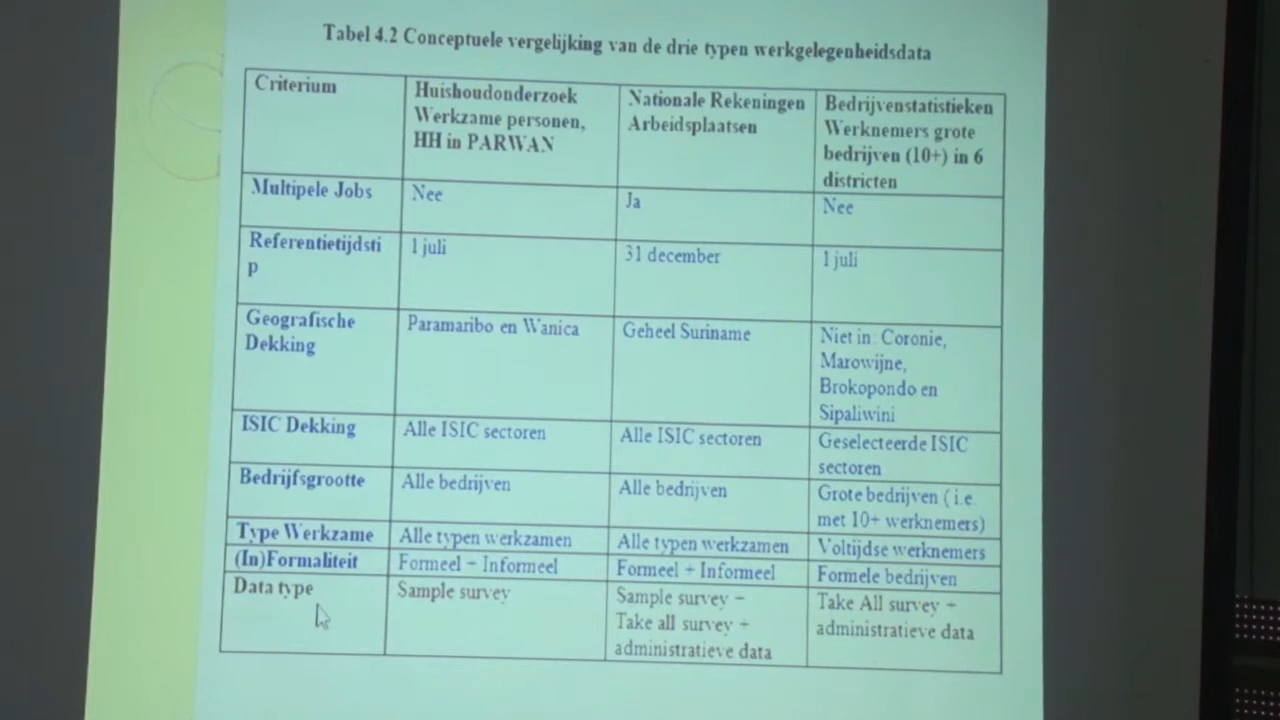 Tabel 4.2 Conceptuele vergelijking van de drie typen werkgelegenheidsdata
Criterium
Huishoudonderzoek
Werkzame personen,
HH in PARWAN
Nationale Rekeningen
Arbeidsplaatsen
Bedrijvenstatistieken
Werknemers grote
bedrijven (10+) in 6
districten
Multipele Jobs
Nee
Ja
Nee
Referentietijdsti
p
1 juli
31 december
1 juli
Geografische
Dekking
Paramaribo en Wanica
Geheel Suriname
Niet in: Coronie,
Marowijne,
Brokopondo en
Sipaliwini
ISIC Dekking
Alle ISIC sectoren
Alle ISIC sectoren
Geselecteerde ISIC
sectoren
Bedrijfsgrootte
Alle bedrijven
Alle bedrijven
Grote bedrijven ( i.e.
met 10+ werknemers)
Type Werkzame
Alle typen werkzamen
Alle typen werkzamen
Voltijdse werknemers
(In)Formaliteit
Formeel + Informeel
Formeel + Informeel
Formele bedrijven
Data type
Sample survey
Sample survey +
Take all survey +
administratieve data
Take All survey +
administratieve data